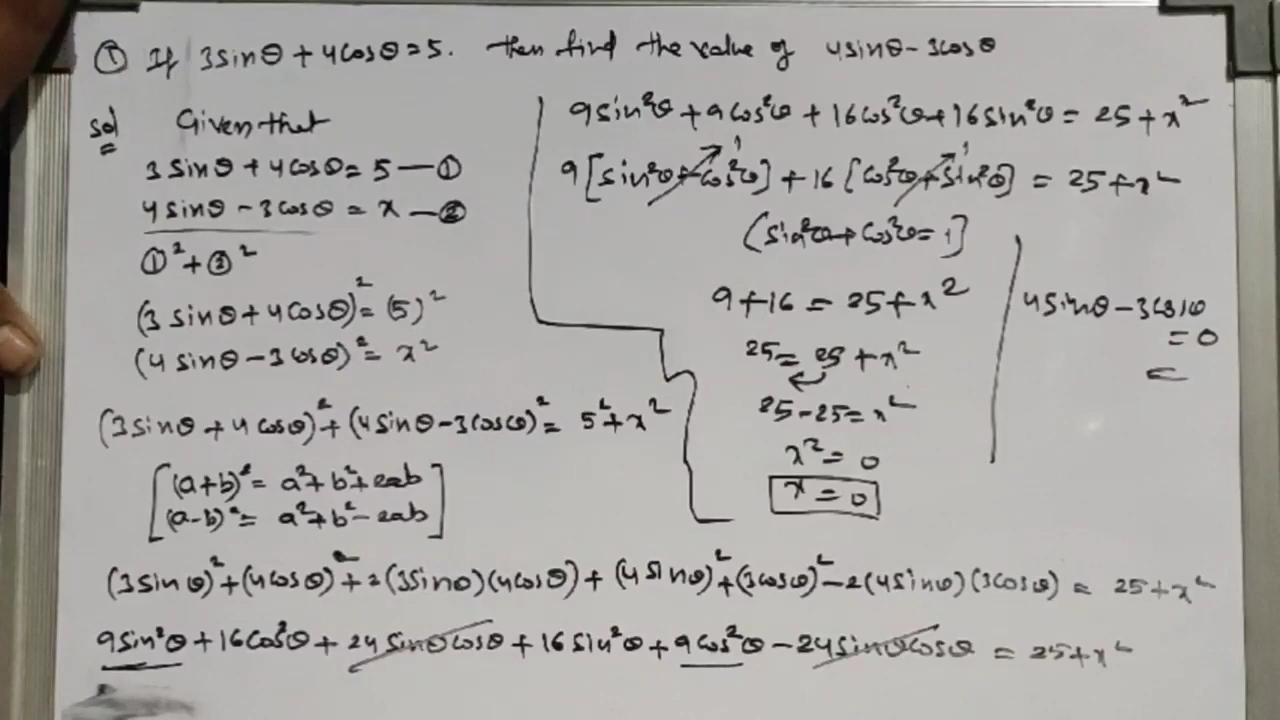 ① If 3sinθ + 4cosθ = 5. then find the value of 4sinθ - 3cosθ
Sol Given that
3sinθ + 4cosθ = 5 — ①
4sinθ - 3cosθ = x — ②
①² + ②²
(3sinθ + 4cosθ)² = (5)²
(4sinθ - 3cosθ)² = x²
(3sinθ + 4cosθ)² + (4sinθ - 3cosθ)² = 5² + x²
[(a+b)² = a² + b² + 2ab
(a-b)² = a² + b² - 2ab]
(3sinθ)² + (4cosθ)² + 2(3sinθ)(4cosθ) + (4sinθ)² + (3cosθ)² - 2(4sinθ)(3cosθ) = 25 + x²
9sin²θ + 16cos²θ + 24sinθcosθ + 16sin²θ + 9cos²θ - 24sinθcosθ = 25 + x²
9sin²θ + 9cos²θ + 16cos²θ + 16sin²θ = 25 + x²
9[sin²θ + cos²θ]¹ + 16[cos²θ + sin²θ]¹ = 25 + x²
(sin²θ + cos²θ = 1]
9 + 16 = 25 + x²
25 = 25 + x²
25 - 25 = x²
x² = 0
x = 0
4sinθ - 3cosθ
= 0